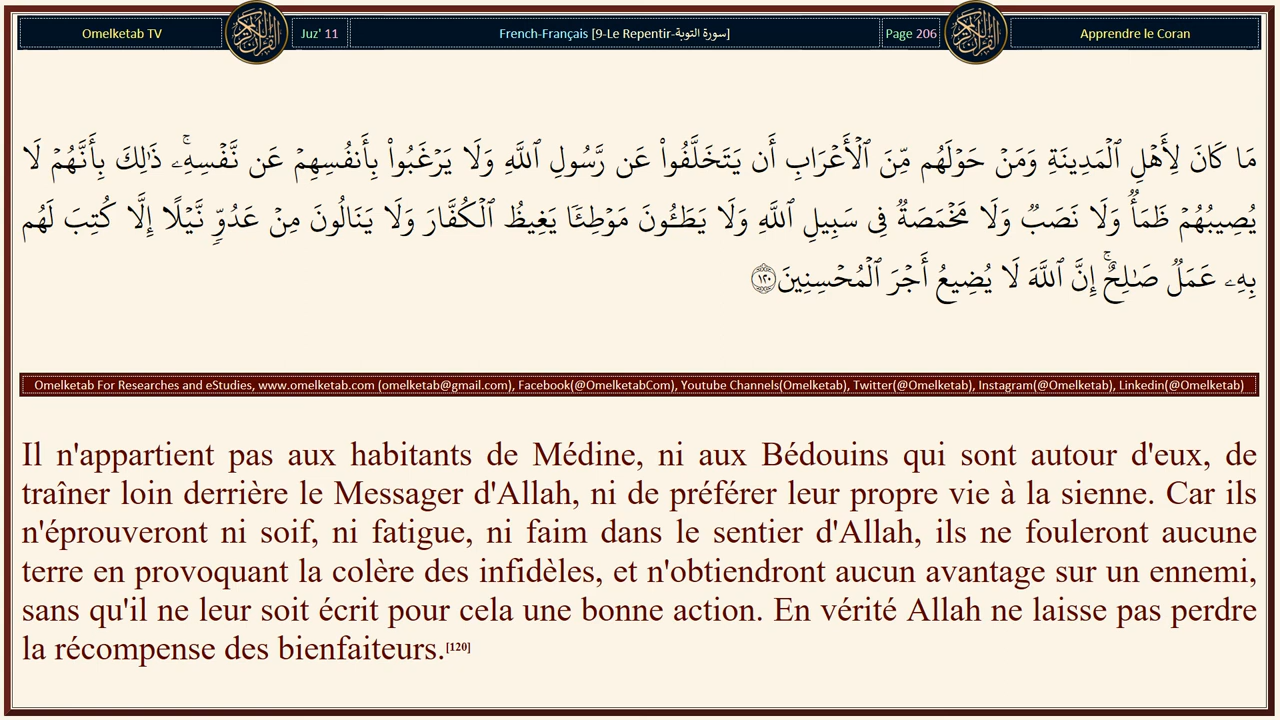 Omelketab TV
Juz' 11
French-Français [9-Le Repentir-سورة التوبة]
Page 206
Apprendre le Coran
مَا كَانَ لِأَهۡلِ ٱلۡمَدِينَةِ وَمَنۡ حَوۡلَهُم مِّنَ ٱلۡأَعۡرَابِ أَن يَتَخَلَّفُواْ عَن رَّسُولِ ٱللَّهِ وَلَا يَرۡغَبُواْ بِأَنفُسِهِمۡ عَن نَّفۡسِهِۦۚ ذَٰلِكَ بِأَنَّهُمۡ لَا
يُصِيبُهُمۡ ظَمَأٞ وَلَا نَصَبٞ وَلَا مَخۡمَصَةٞ فِي سَبِيلِ ٱللَّهِ وَلَا يَطَـُٔونَ مَوۡطِئٗا يَغِيظُ ٱلۡكُفَّارَ وَلَا يَنَالُونَ مِنۡ عَدُوّٖ نَّيۡلًا إِلَّا كُتِبَ لَهُم
بِهِۦ عَمَلٞ صَٰلِحٌۚ إِنَّ ٱللَّهَ لَا يُضِيعُ أَجۡرَ ٱلۡمُحۡسِنِينَ ١٢٠
Omelketab For Researches and eStudies, www.omelketab.com (omelketab@gmail.com), Facebook(@OmelketabCom), Youtube Channels(Omelketab), Twitter(@Omelketab), Instagram(@Omelketab), Linkedin(@Omelketab)
Il n'appartient pas aux habitants de Médine, ni aux Bédouins qui sont autour d'eux, de
traîner loin derrière le Messager d'Allah, ni de préférer leur propre vie à la sienne. Car ils
n'éprouveront ni soif, ni fatigue, ni faim dans le sentier d'Allah, ils ne fouleront aucune
terre en provoquant la colère des infidèles, et n'obtiendront aucun avantage sur un ennemi,
sans qu'il ne leur soit écrit pour cela une bonne action. En vérité Allah ne laisse pas perdre
la récompense des bienfaiteurs.[120]